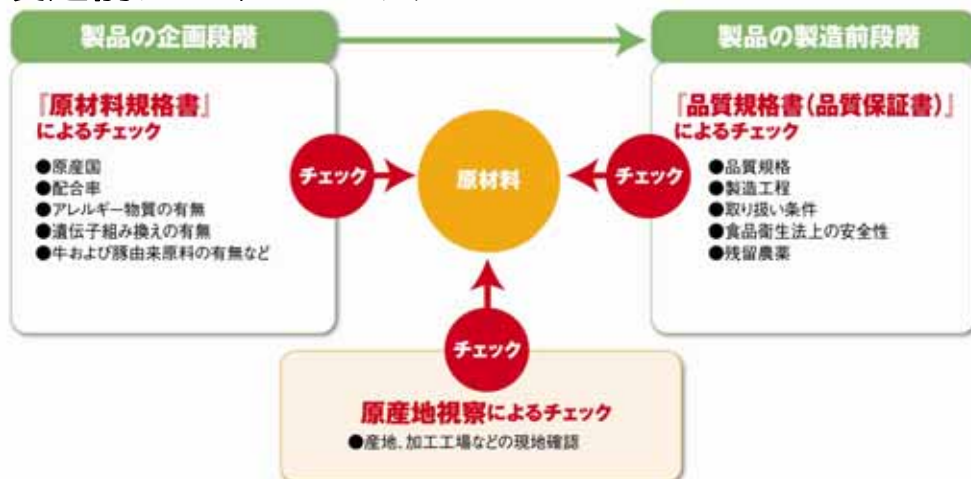 製品の企画段階
『原材料規格書』
によるチェック
●原産国
●配合率
●アレルギー物質の有無
●遺伝子組み換えの有無
●牛および豚由来原料の有無など
チェック
原材料
チェック
製品の製造前段階
『品質規格書(品質保証書)』
によるチェック
●品質規格
●製造工程
●取り扱い条件
●食品衛生法上の安全性
●残留農薬
チェック
原産地視察によるチェック
●産地、加工工場などの現地確認